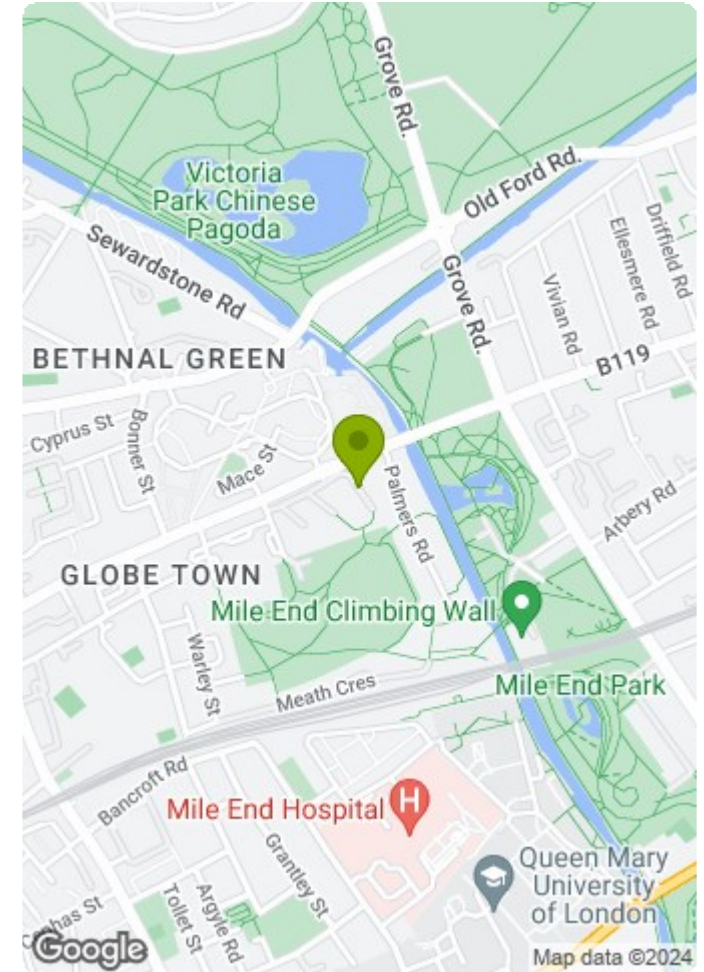 Grove Rd.
Victoria
Park Chinese
Pagoda
Old Ford Rd.
Driffield Rd
Ellesmere Rd
Sewardstone Rd
Grove Rd.
Vivian Rd
BETHNAL GREEN
B119
Cyprus St
Bonner St
Mace St
Palmers Rd
Arbery Rd
GLOBE TOWN
Mile End Climbing Wall
Warley St
Meath Cres
Mile End Park
Bancroft Rd
Mile End Hospital
H
Grantley St
Queen Mary
University
of London
Argyle Rd
Tollet St
Google
Map data ©2024